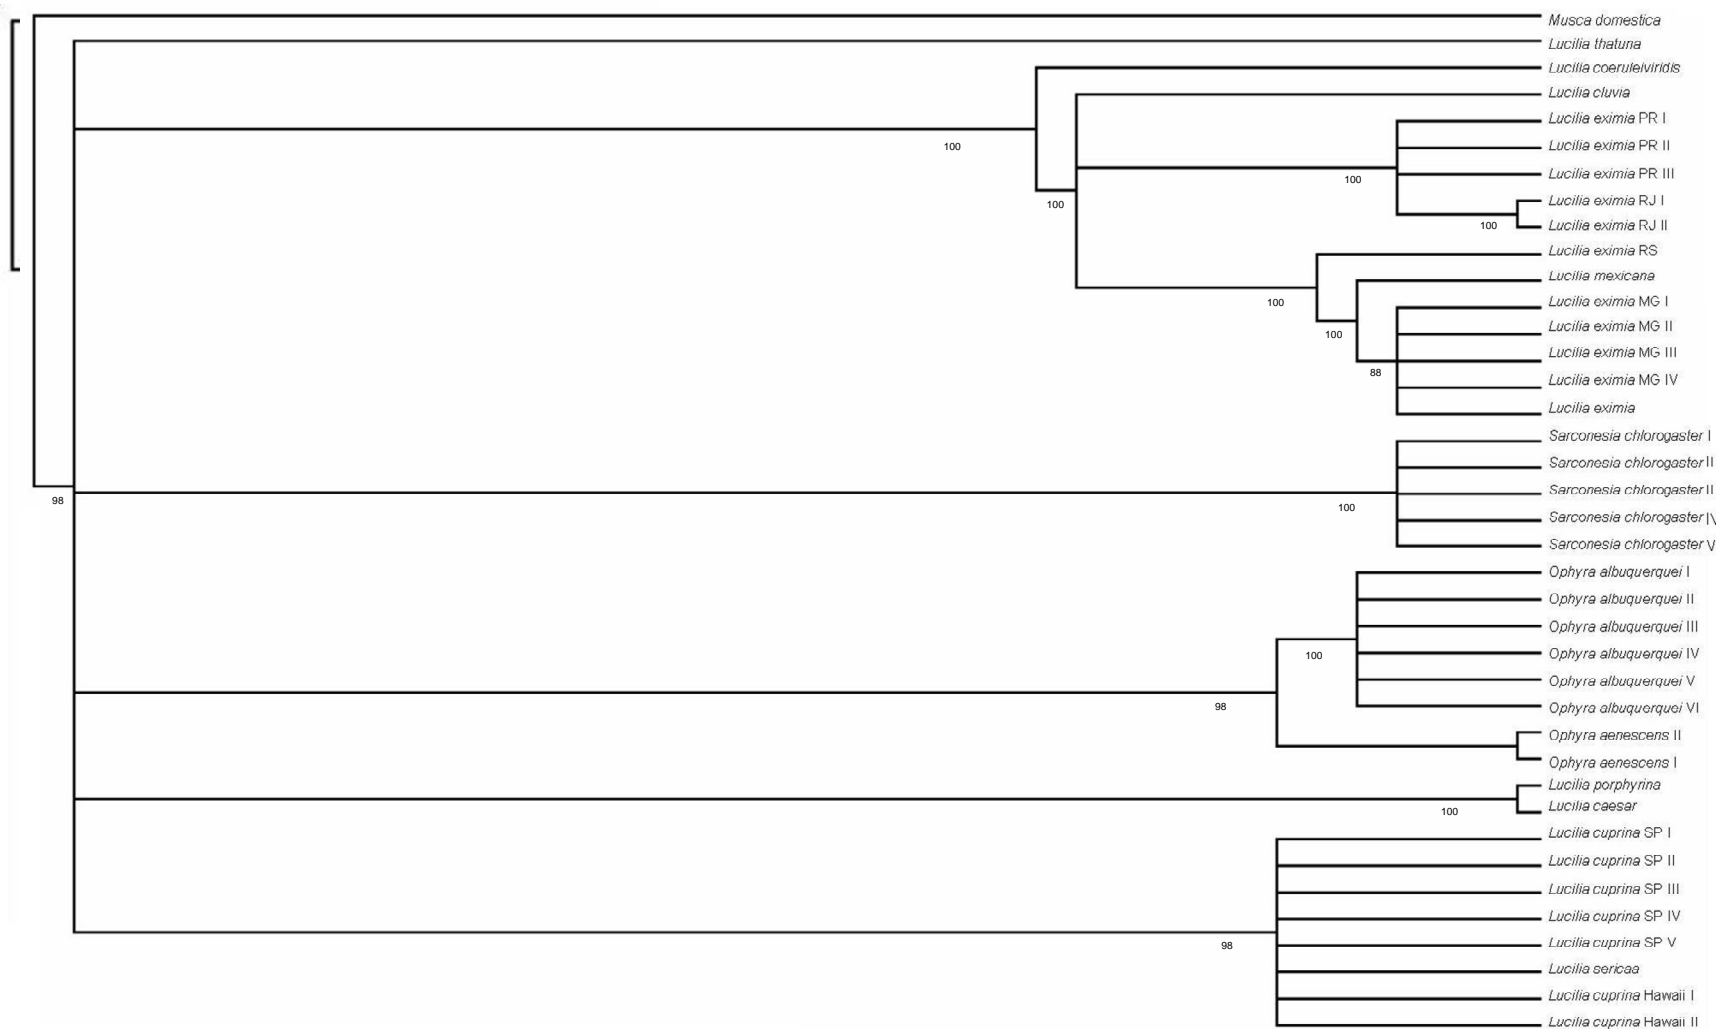 Musca domestica
Lucilia thatuna
Lucilia coeruleiviridis
Lucilia cluvia
Lucilia eximia PR I
100
Lucilia eximia PR II
Lucilia eximia PR III
100
Lucilia eximia RJ I
100
Lucilia eximia RJ II
100
Lucilia eximia RS
Lucilia mexicana
Lucilia eximia MG I
100
Lucilia eximia MG II
100
Lucilia eximia MG III
88
Lucilia eximia MG IV
Lucilia eximia
Sarconesia chlorogaster I
Sarconesia chlorogaster II
Sarconesia chlorogaster II
98
100
Sarconesia chlorogaster IV
Sarconesia chlorogaster V
Ophyra albuquerquei I
Ophyra albuquerquei II
Ophyra albuquerquei III
Ophyra albuquerquei IV
100
Ophyra albuquerquei V
Ophyra albuquerquei VI
98
Ophyra aenescens II
Ophyra aenescens I
Lucilia porphyrina
Lucilia caesar
100
Lucilia cuprina SP I
Lucilia cuprina SP II
Lucilia cuprina SP III
Lucilia cuprina SP IV
Lucilia cuprina SP V
98
Lucilia sericaa
Lucilia cuprina Hawaii I
Lucilia cuprina Hawaii II